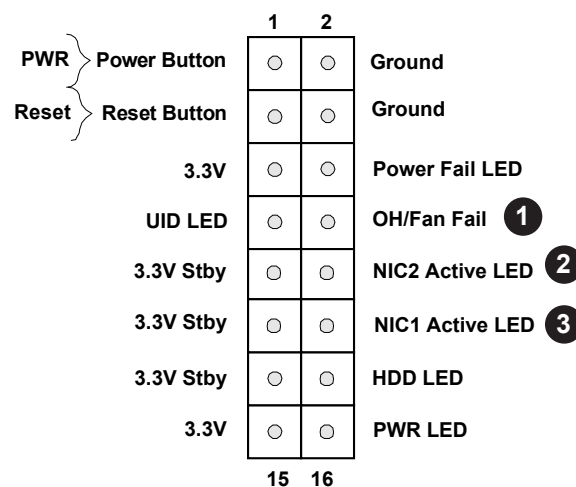 1 2
PWR Power Button Ground
Reset Reset Button Ground
3.3V Power Fail LED
UID LED OH/Fan Fail 1
3.3V Stby NIC2 Active LED 2
3.3V Stby NIC1 Active LED 3
3.3V Stby HDD LED
3.3V PWR LED
15 16